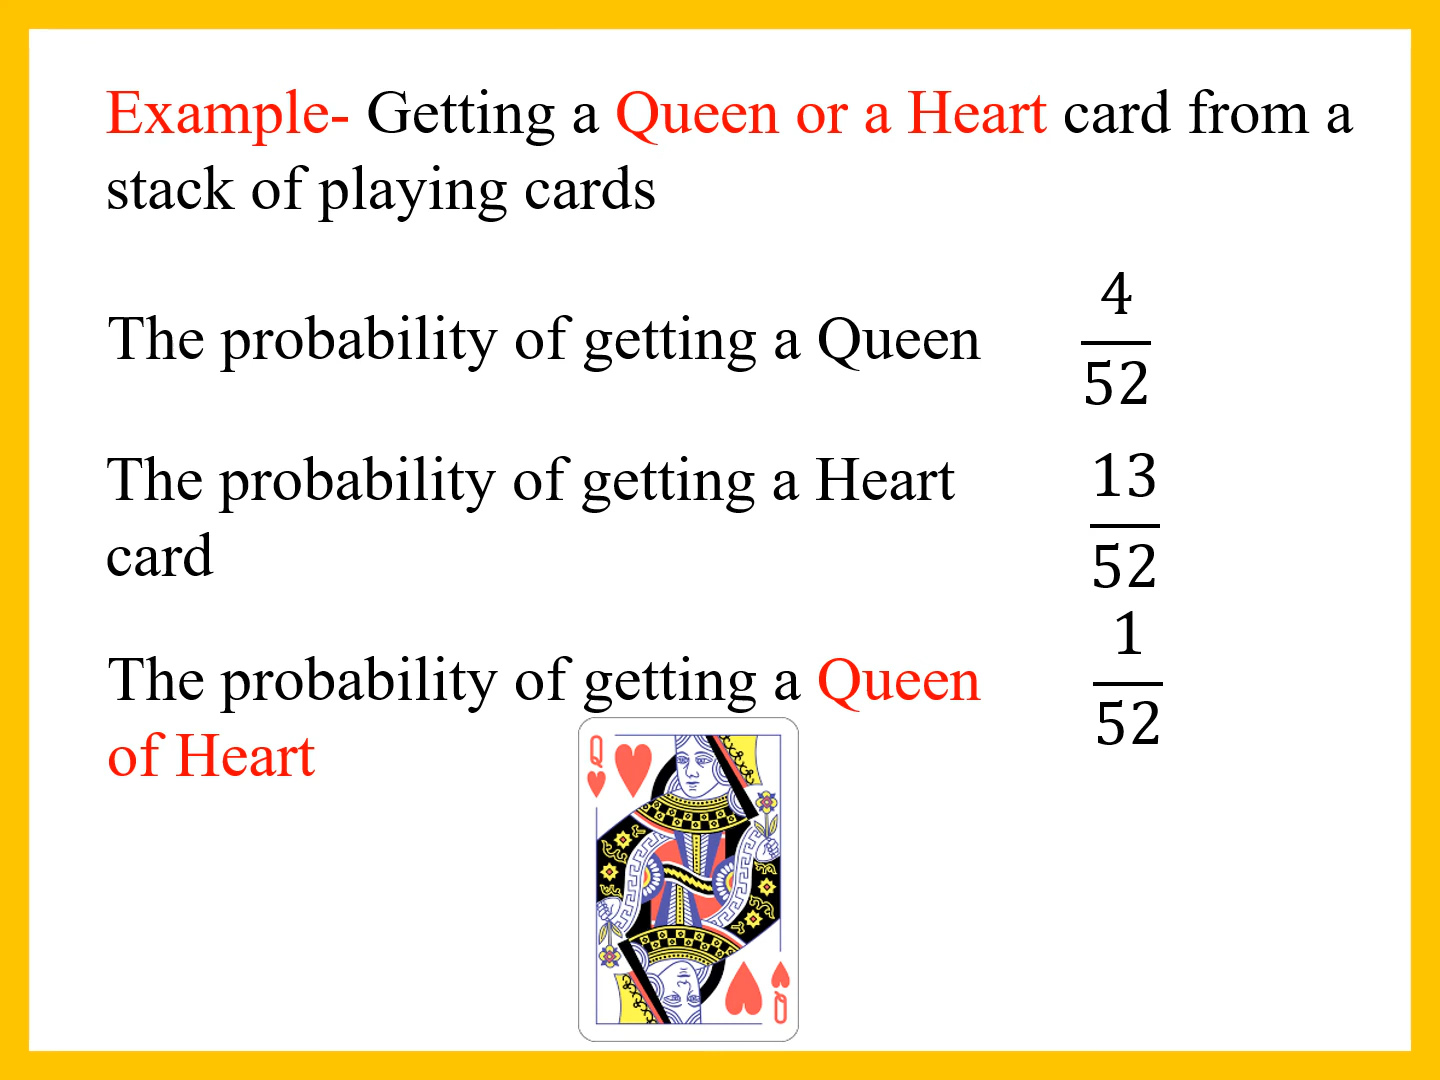 Example- Getting a Queen or a Heart card from a
stack of playing cards
The probability of getting a Queen
4
52
The probability of getting a Heart
card
13
52
The probability of getting a Queen
of Heart
1
52
Q
Q